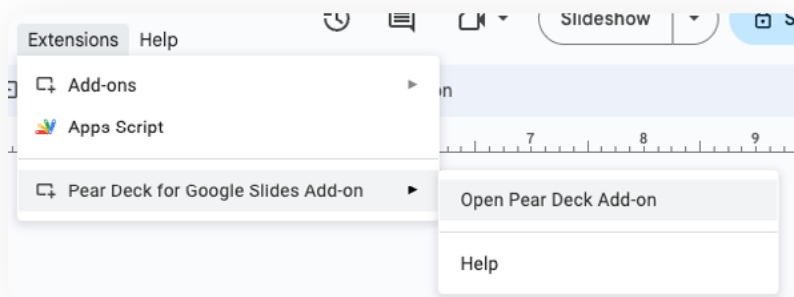 Slideshow
Extensions Help
Add-ons
on
Apps Script
7 8 9
Pear Deck for Google Slides Add-on
Open Pear Deck Add-on
Help